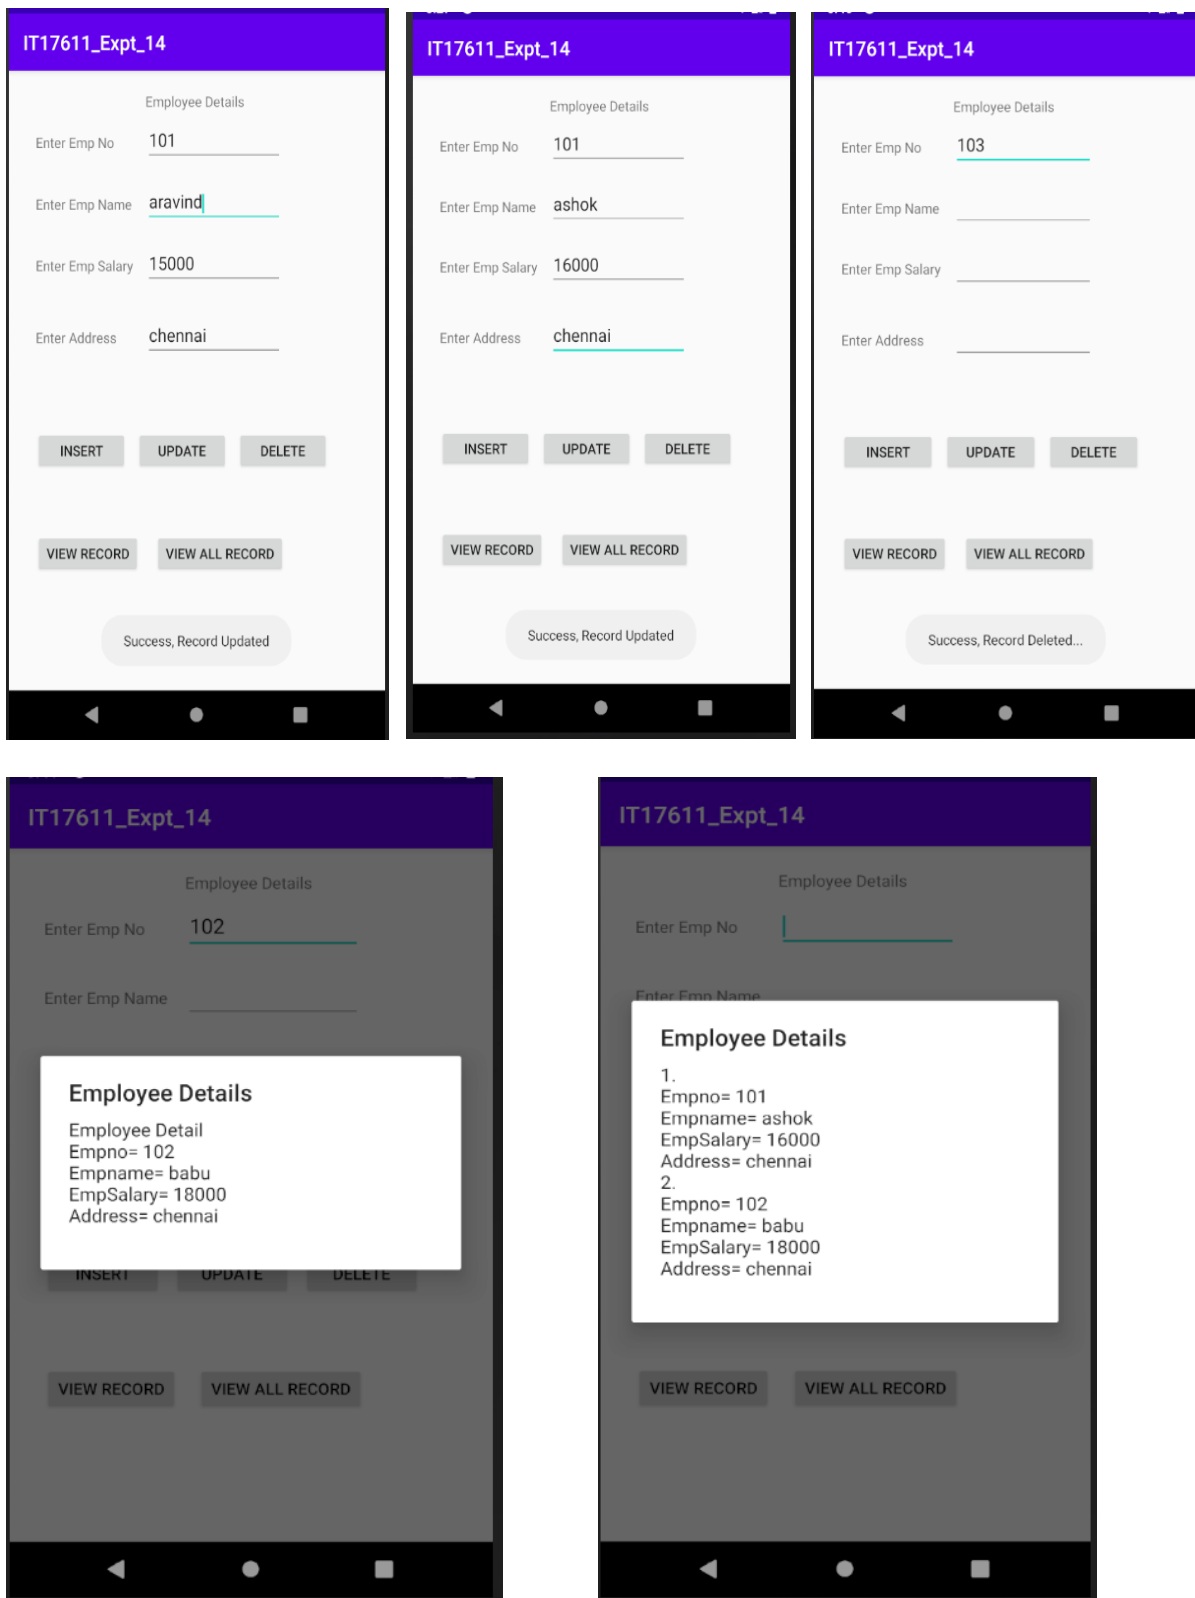 IT17611_Expt_14
Employee Details
Enter Emp No 101
Enter Emp Name aravind
Enter Emp Salary 15000
Enter Address chennai
INSERT UPDATE DELETE
VIEW RECORD VIEW ALL RECORD
Success, Record Updated
IT17611_Expt_14
Employee Details
Enter Emp No 101
Enter Emp Name ashok
Enter Emp Salary 16000
Enter Address chennai
INSERT UPDATE DELETE
VIEW RECORD VIEW ALL RECORD
Success, Record Updated
IT17611_Expt_14
Employee Details
Enter Emp No 103
Enter Emp Name
Enter Emp Salary
Enter Address
INSERT UPDATE DELETE
VIEW RECORD VIEW ALL RECORD
Success, Record Deleted...
IT17611_Expt_14
Employee Details
Enter Emp No 102
Enter Emp Name
Employee Details
Employee Detail
Empno= 102
Empname= babu
EmpSalary= 18000
Address= chennai
INSERT UPDATE DELETE
VIEW RECORD VIEW ALL RECORD
IT17611_Expt_14
Employee Details
Enter Emp No
Enter Emp Name
Employee Details
1.
Empno= 101
Empname= ashok
EmpSalary= 16000
Address= chennai
2.
Empno= 102
Empname= babu
EmpSalary= 18000
Address= chennai
VIEW RECORD VIEW ALL RECORD